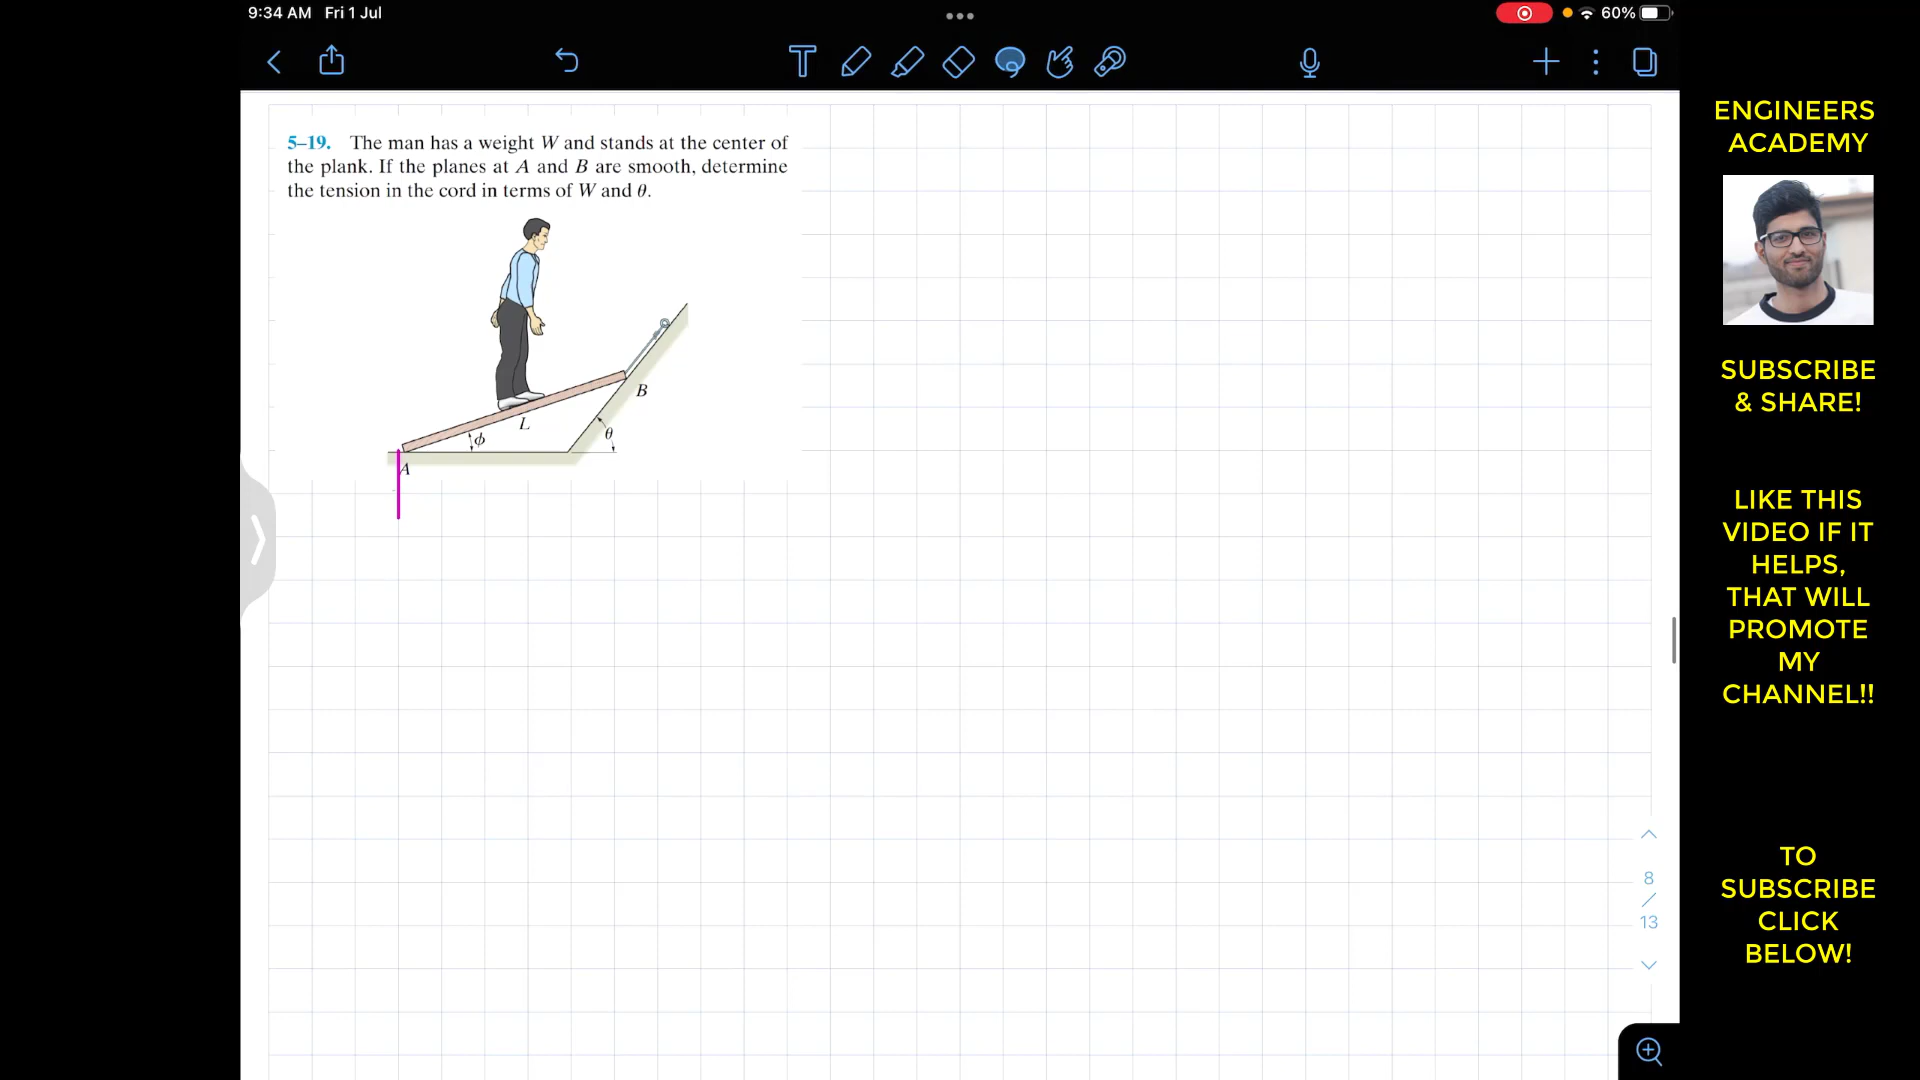 9:34 AM Fri 1 Jul
60%
5–19. The man has a weight W and stands at the center of
the plank. If the planes at A and B are smooth, determine
the tension in the cord in terms of W and θ.
B
L
ϕ
θ
A
8
/
13
ENGINEERS
ACADEMY
SUBSCRIBE
& SHARE!
LIKE THIS
VIDEO IF IT
HELPS,
THAT WILL
PROMOTE
MY
CHANNEL!!
TO
SUBSCRIBE
CLICK
BELOW!